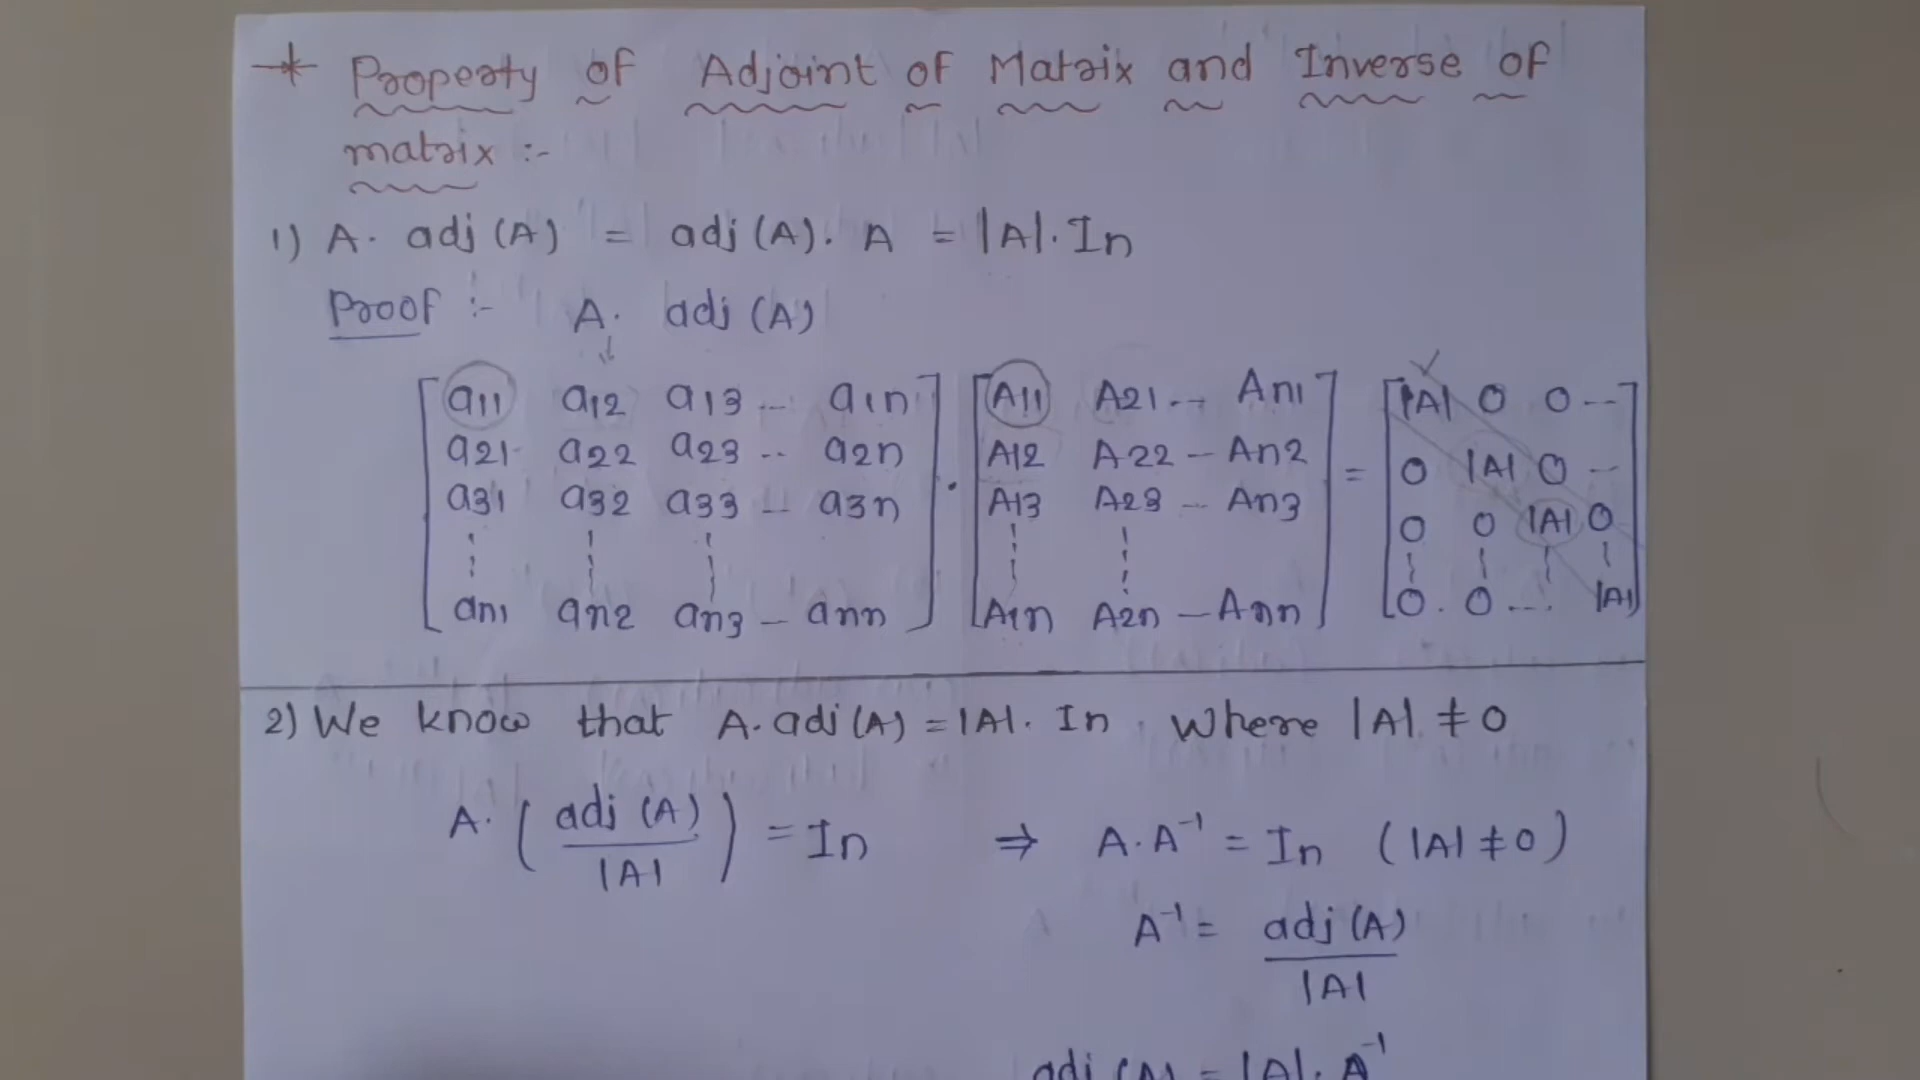 * Property of Adjoint of Matrix and Inverse of
matrix :-
1) A. adj (A) = adj (A). A = |A|. In
Proof :- A. adj (A)
[a11 a12 a13 .. a1n] . [A11 A21 .. An1] = [|A| 0 0 --]
a21 a22 a23 .. a2n A12 A22 - An2 0 |A| 0 --
a31 a32 a33 .. a3n A13 A23 -- An3 0 0 |A| 0
an1 an2 an3 - ann A1n A2n - Ann 0 . 0 ... |A|
2) We know that A. adj (A) = |A|. In where |A| ≠ 0
A. (adj (A) / |A|) = In ⇒ A. A⁻¹ = In (|A| ≠ 0)
A⁻¹ = adj (A) / |A|
adj (A) = |A|. A⁻¹